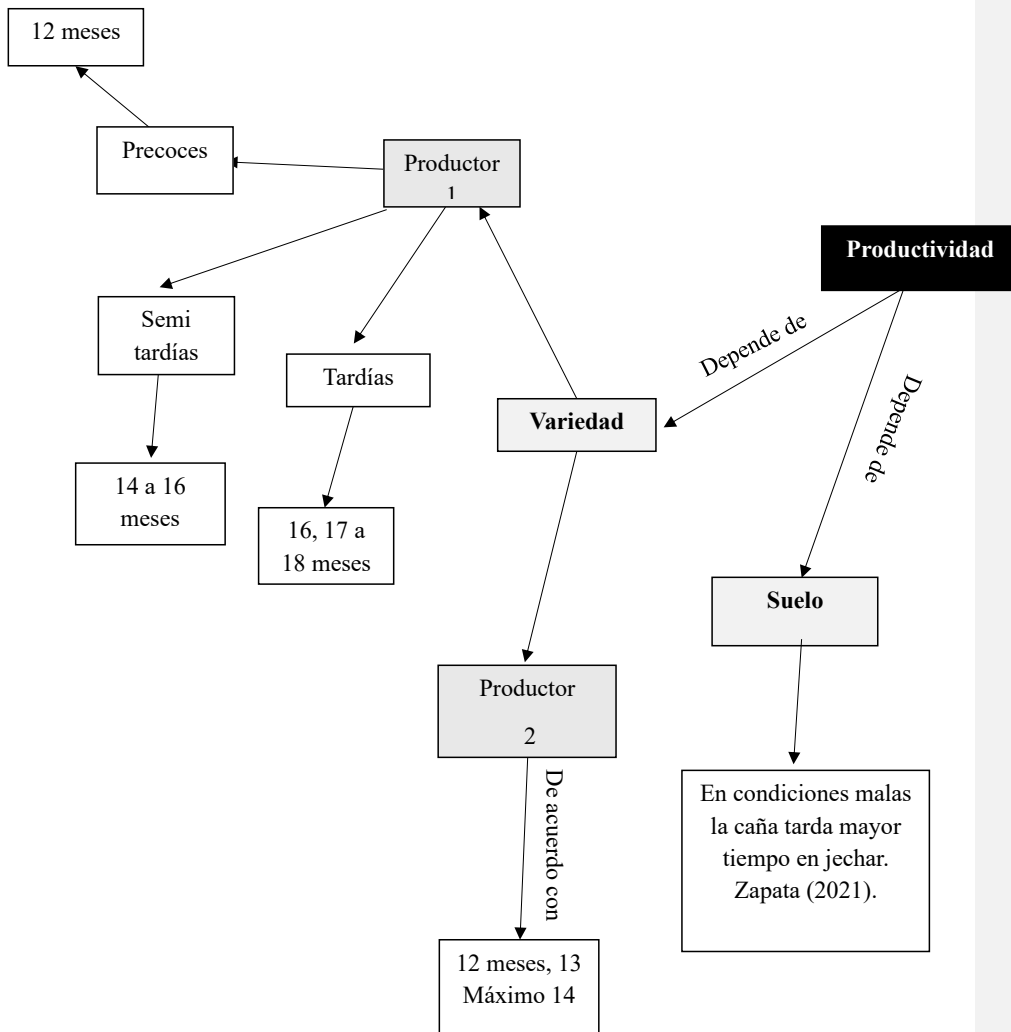 12 meses
Precoces
Productor
1
Productividad
Depende de
Depende de
Semi
tardías
Tardías
Variedad
14 a 16
meses
16, 17 a
18 meses
Suelo
Productor
2
De acuerdo con
En condiciones malas
la caña tarda mayor
tiempo en jechar.
Zapata (2021).
12 meses, 13
Máximo 14